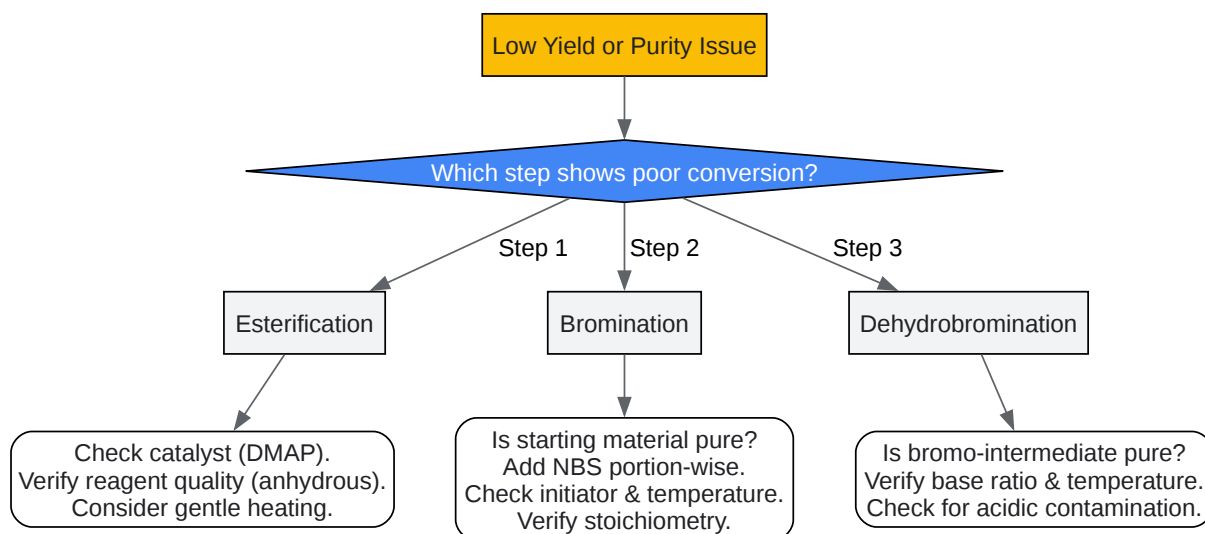 Low Yield or Purity Issue
Which step shows poor conversion?
Step 1
Step 2
Step 3
Esterification
Bromination
Dehydrobromination
Check catalyst (DMAP).
Verify reagent quality (anhydrous).
Consider gentle heating.
Is starting material pure?
Add NBS portion-wise.
Check initiator & temperature.
Verify stoichiometry.
Is bromo-intermediate pure?
Verify base ratio & temperature.
Check for acidic contamination.